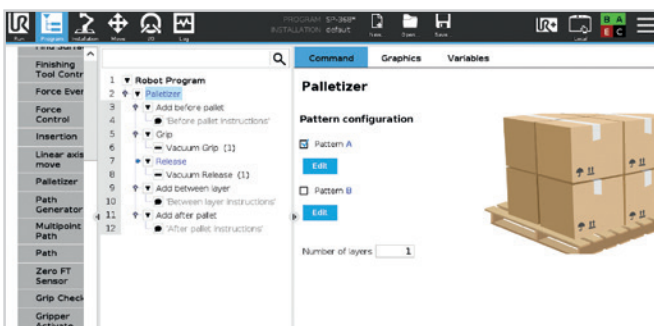 PROGRAM SP-368*
INSTALLATION default
Run
Program
Installation
Move
I/O
Log
New
Open
Save
Local
B A
E C
Finishing
Tool Contr
Force Ever
Force
Control
Insertion
Linear axis
move
Palletizer
Path
Generator
Multipoint
Path
Path
Zero FT
Sensor
Grip Check
Gripper
Activate
1 Robot Program
2 Palletizer
3 Add before pallet
4 'Before pallet instructions'
5 Grip
6 Vacuum Grip (1)
7 Release
8 Vacuum Release (1)
9 Add between layer
10 'Between layer instructions'
11 Add after pallet
12 'After pallet instructions'
Command Graphics Variables
Palletizer
Pattern configuration
Pattern A
Edit
Pattern B
Edit
Number of layers 1